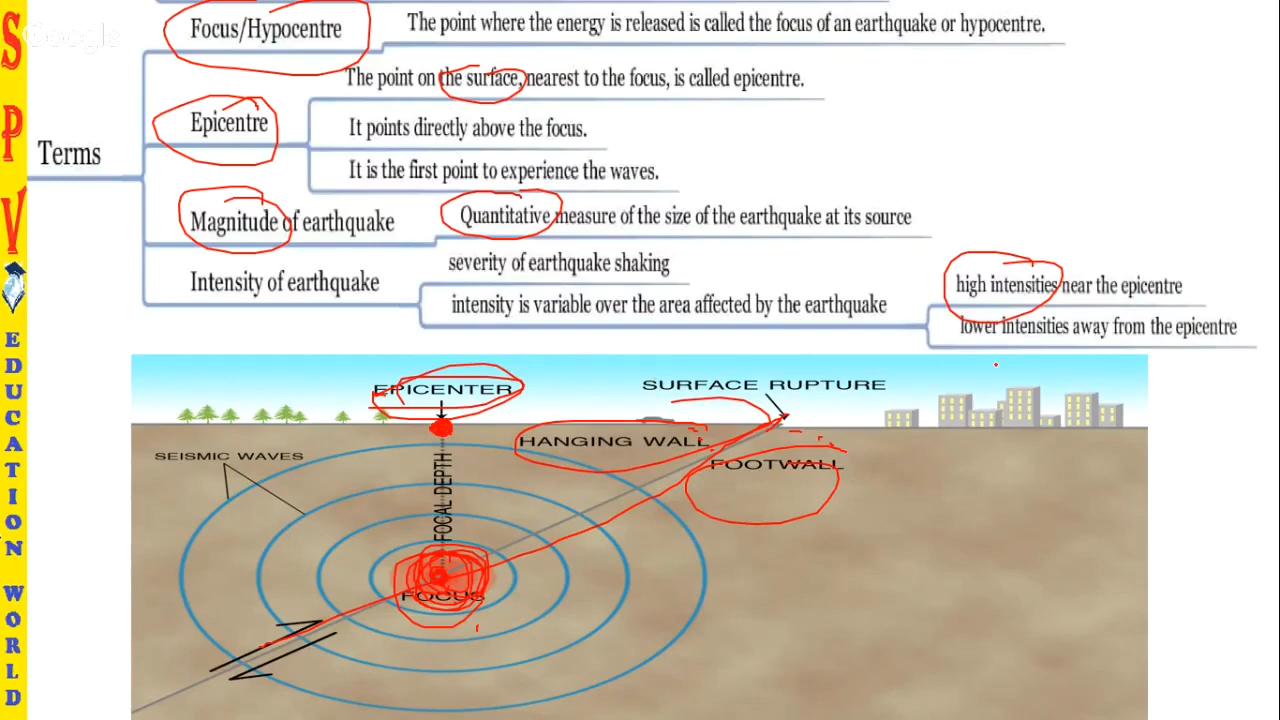 SPV EDUCATION WORLD
Google
Focus/Hypocentre
The point where the energy is released is called the focus of an earthquake or hypocentre.
The point on the surface, nearest to the focus, is called epicentre.
Epicentre
It points directly above the focus.
It is the first point to experience the waves.
Terms
Magnitude of earthquake
Quantitative measure of the size of the earthquake at its source
Intensity of earthquake
severity of earthquake shaking
intensity is variable over the area affected by the earthquake
high intensities near the epicentre
lower intensities away from the epicentre
EPICENTER
SURFACE RUPTURE
HANGING WALL
FOOTWALL
SEISMIC WAVES
FOCAL DEPTH
FOCUS